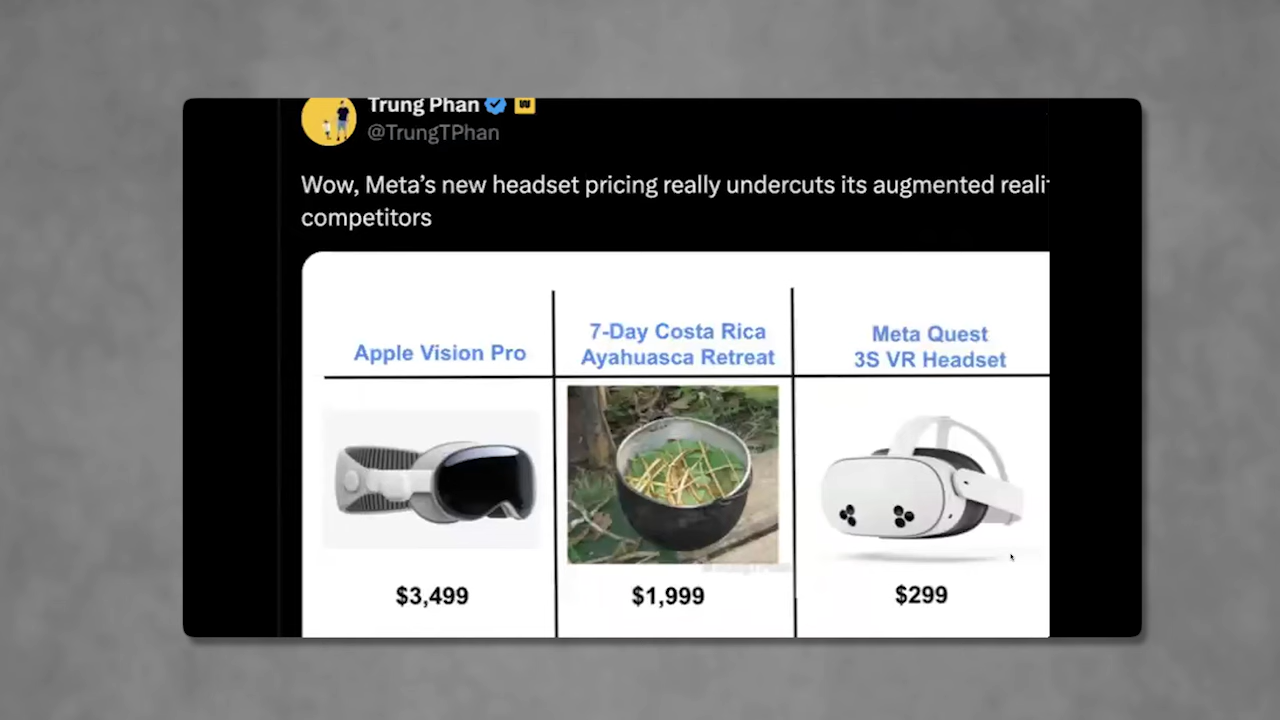 Trung Phan
@TrungTPhan
Wow, Meta's new headset pricing really undercuts its augmented reali
competitors
Apple Vision Pro
7-Day Costa Rica
Ayahuasca Retreat
Meta Quest
3S VR Headset
$3,499
$1,999
$299